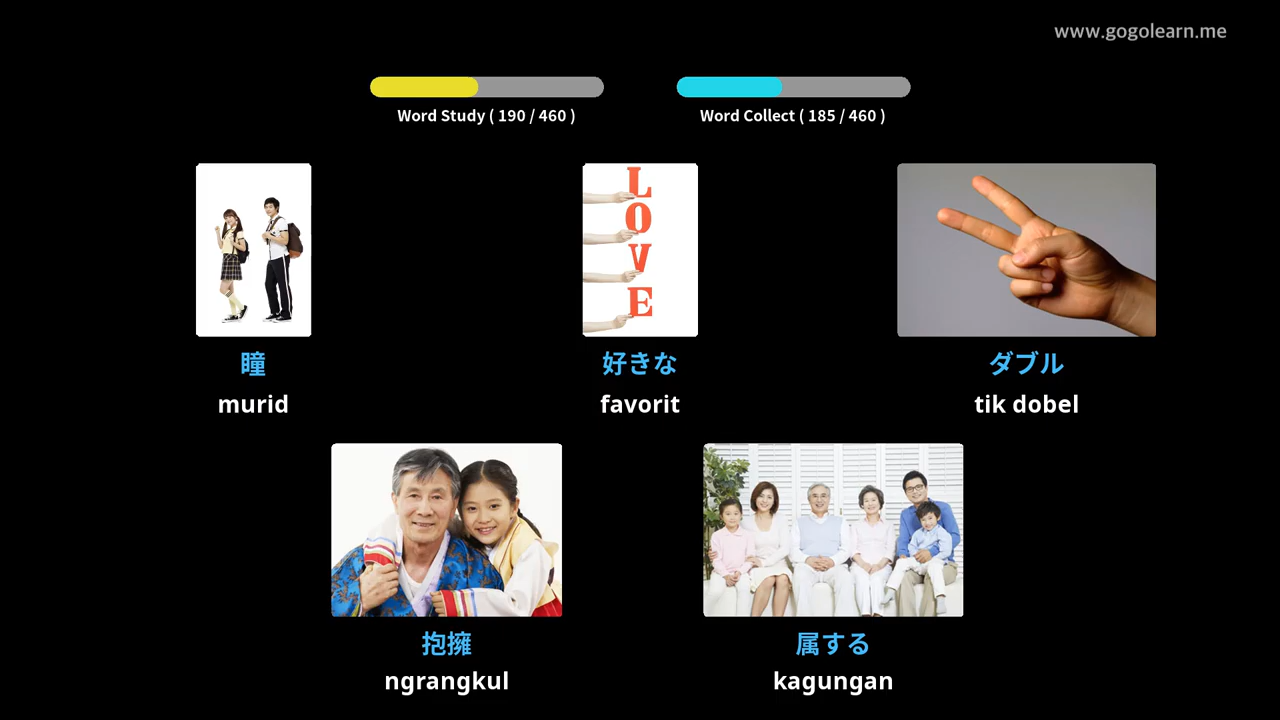 www.gogolearn.me
Word Study ( 190 / 460 )
Word Collect ( 185 / 460 )
L
O
V
E
瞳
好きな
ダブル
murid
favorit
tik dobel
抱擁
属する
ngrangkul
kagungan